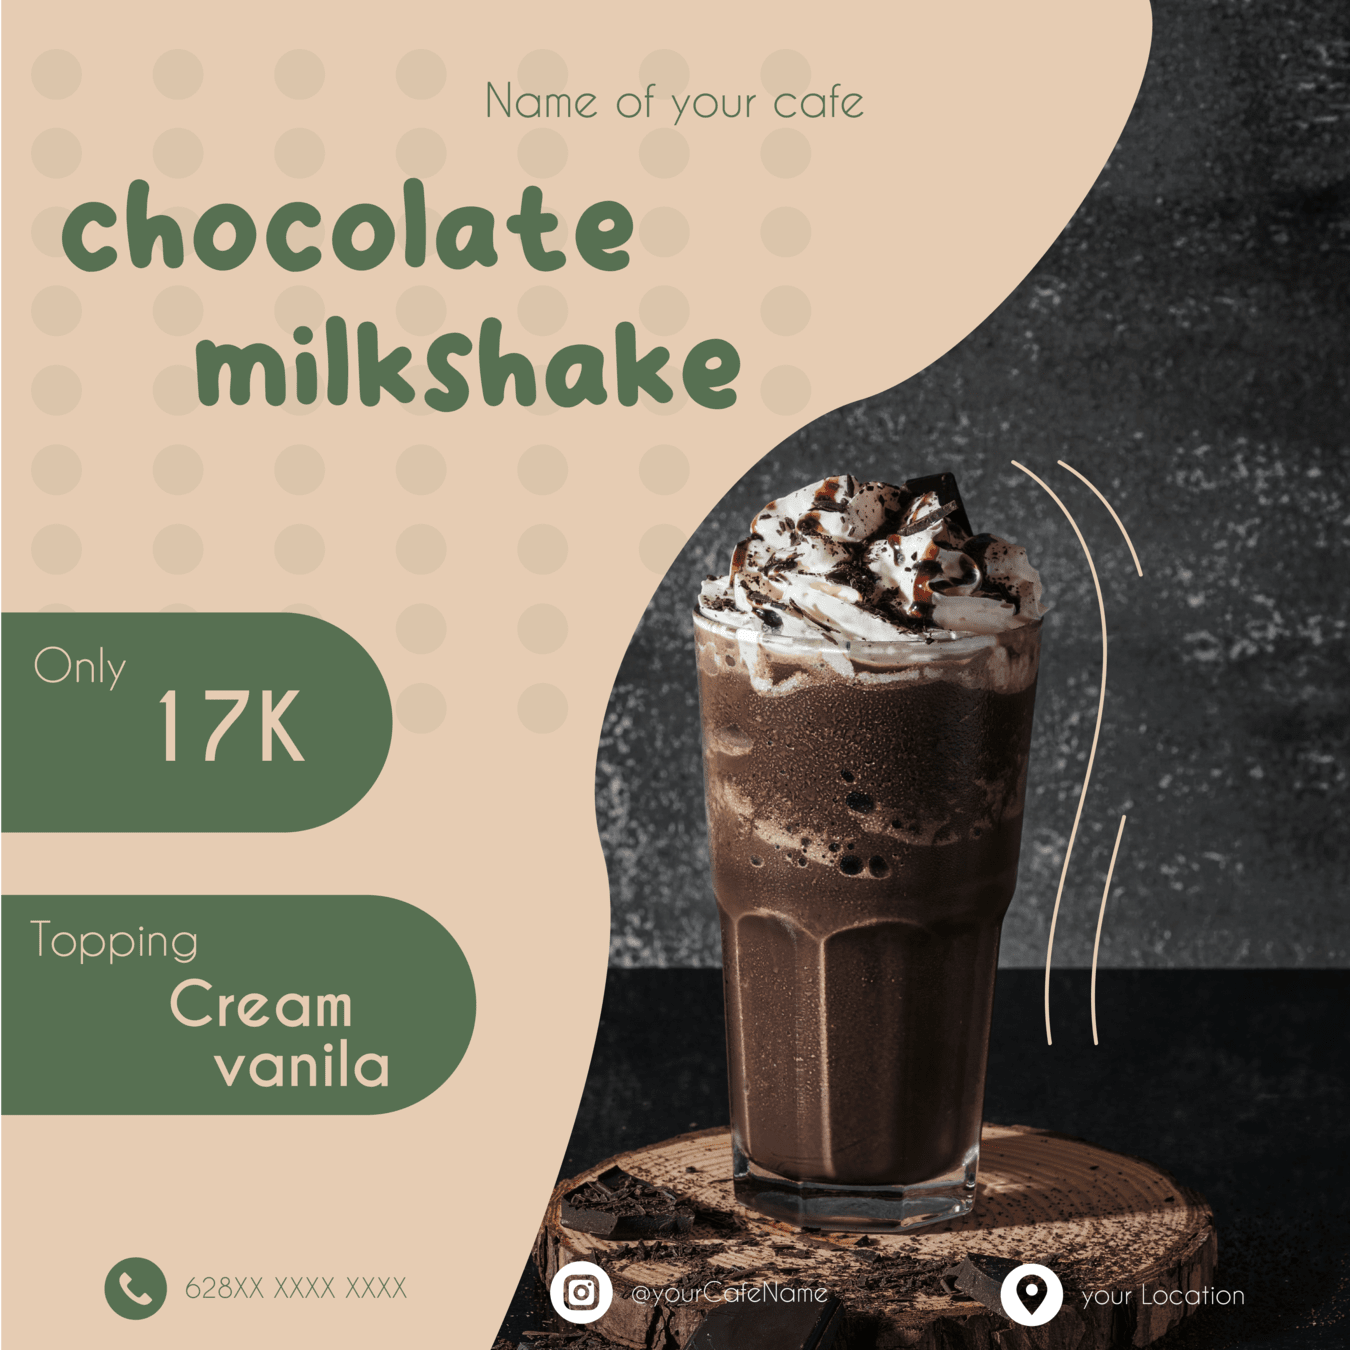 Name of your cafe
chocolate
milkshake
Only
17K
Topping
Cream
vanila
628XX XXXX XXXX
@yourCafeName
your Location